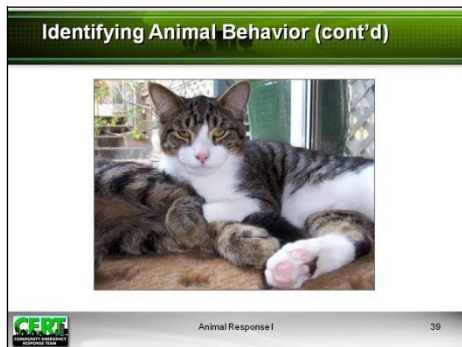 Identifying Animal Behavior (cont'd)
CERT
COMMUNITY EMERGENCY
RESPONSE TEAM
Animal Response I
39